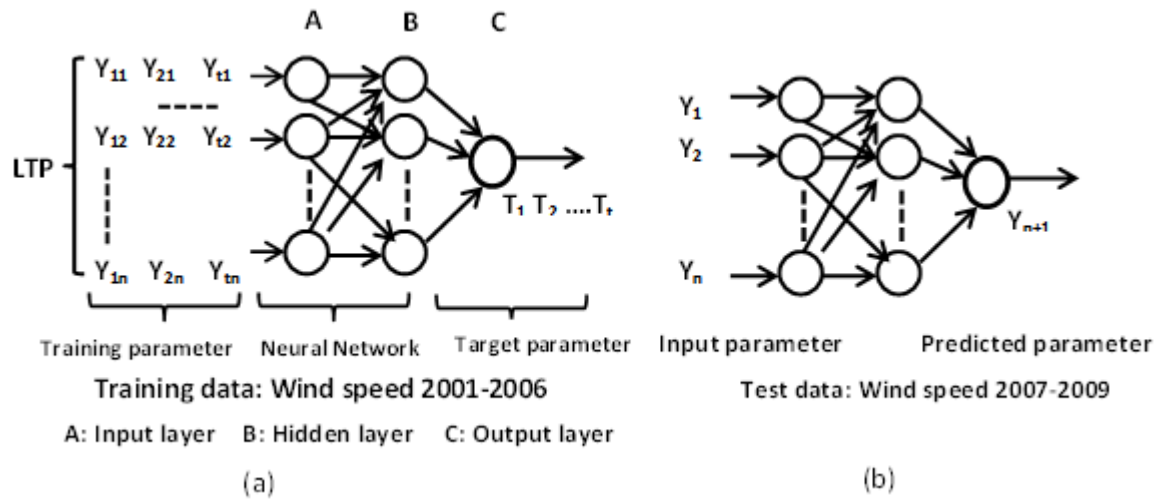 A B C
Y11 Y21 Yt1
Y12 Y22 Yt2
LTP
T1 T2 ....Tt
Y1n Y2n Ytn
Training parameter Neural Network Target parameter
Training data: Wind speed 2001-2006
A: Input layer B: Hidden layer C: Output layer
(a)
Y1
Y2
Yn+1
Yn
Input parameter Predicted parameter
Test data: Wind speed 2007-2009
(b)